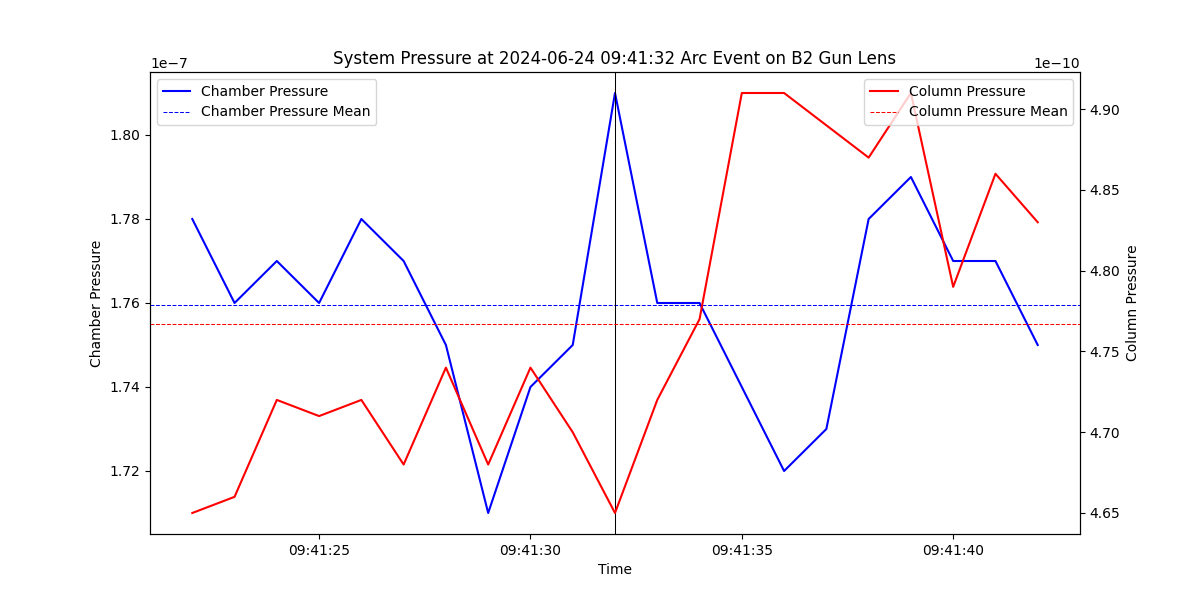 System Pressure at 2024-06-24 09:41:32 Arc Event on B2 Gun Lens
1e−7
1e−10
Chamber Pressure
Chamber Pressure Mean
Column Pressure
Column Pressure Mean
1.80
1.78
1.76
1.74
1.72
Chamber Pressure
4.90
4.85
4.80
4.75
4.70
4.65
Column Pressure
09:41:25
09:41:30
09:41:35
09:41:40
Time